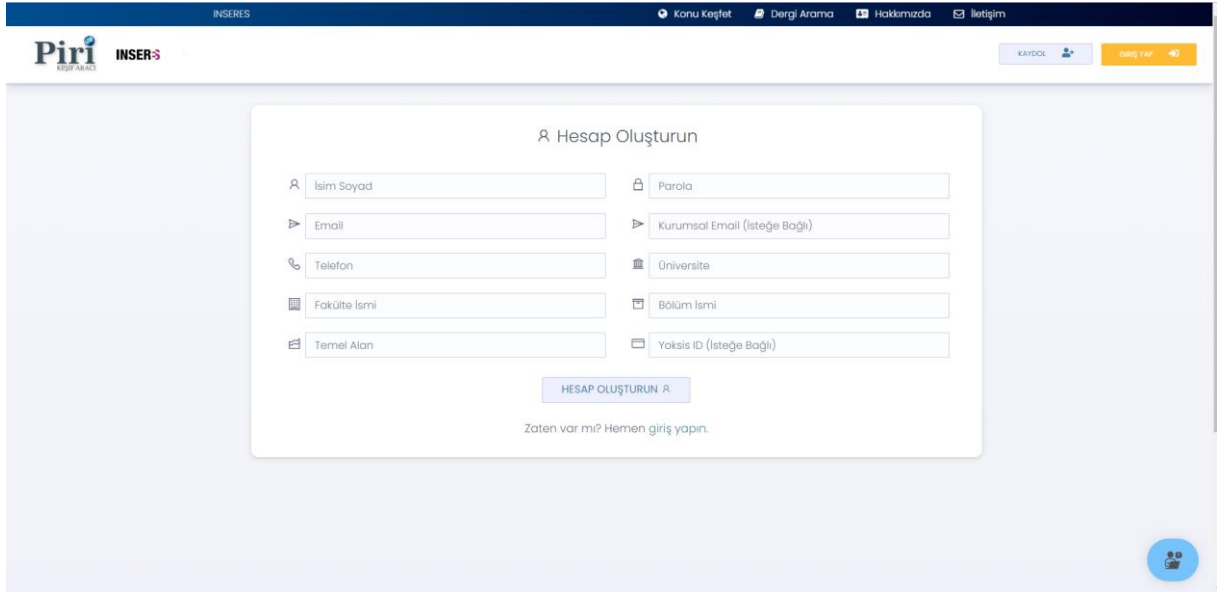 INSERES Konu Keşfet Dergi Arama Hakkımızda İletişim
Piri INSERS KAYDOL GİRİŞ YAP
KEŞİF ARACI
Hesap Oluşturun
İsim Soyad Parola
Email Kurumsal Email (İsteğe Bağlı)
Telefon Üniversite
Fakülte İsmi Bölüm İsmi
Temel Alan Yoksis ID (İsteğe Bağlı)
HESAP OLUŞTURUN
Zaten var mı? Hemen giriş yapın.